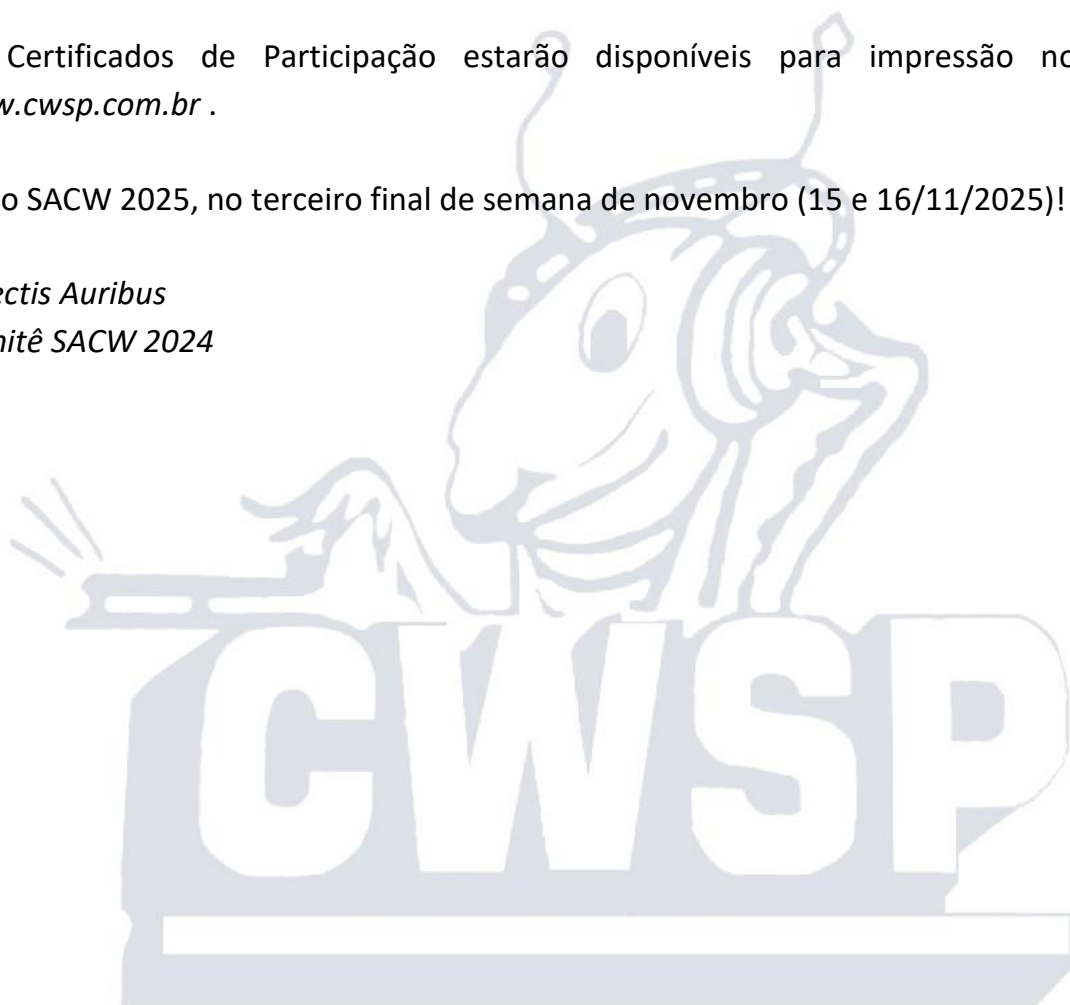 Certificados de Participação estarão disponíveis para impressão no
w.cwsp.com.br .
o SACW 2025, no terceiro final de semana de novembro (15 e 16/11/2025)!
ectis Auribus
nitê SACW 2024
CWSP